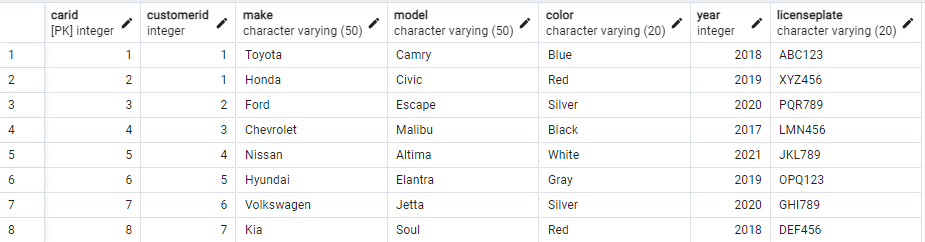 carid customerid make model color year licenseplate
[PK] integer integer character varying (50) character varying (50) character varying (20) integer character varying (20)
1 1 1 Toyota Camry Blue 2018 ABC123
2 2 1 Honda Civic Red 2019 XYZ456
3 3 2 Ford Escape Silver 2020 PQR789
4 4 3 Chevrolet Malibu Black 2017 LMN456
5 5 4 Nissan Altima White 2021 JKL789
6 6 5 Hyundai Elantra Gray 2019 OPQ123
7 7 6 Volkswagen Jetta Silver 2020 GHI789
8 8 7 Kia Soul Red 2018 DEF456